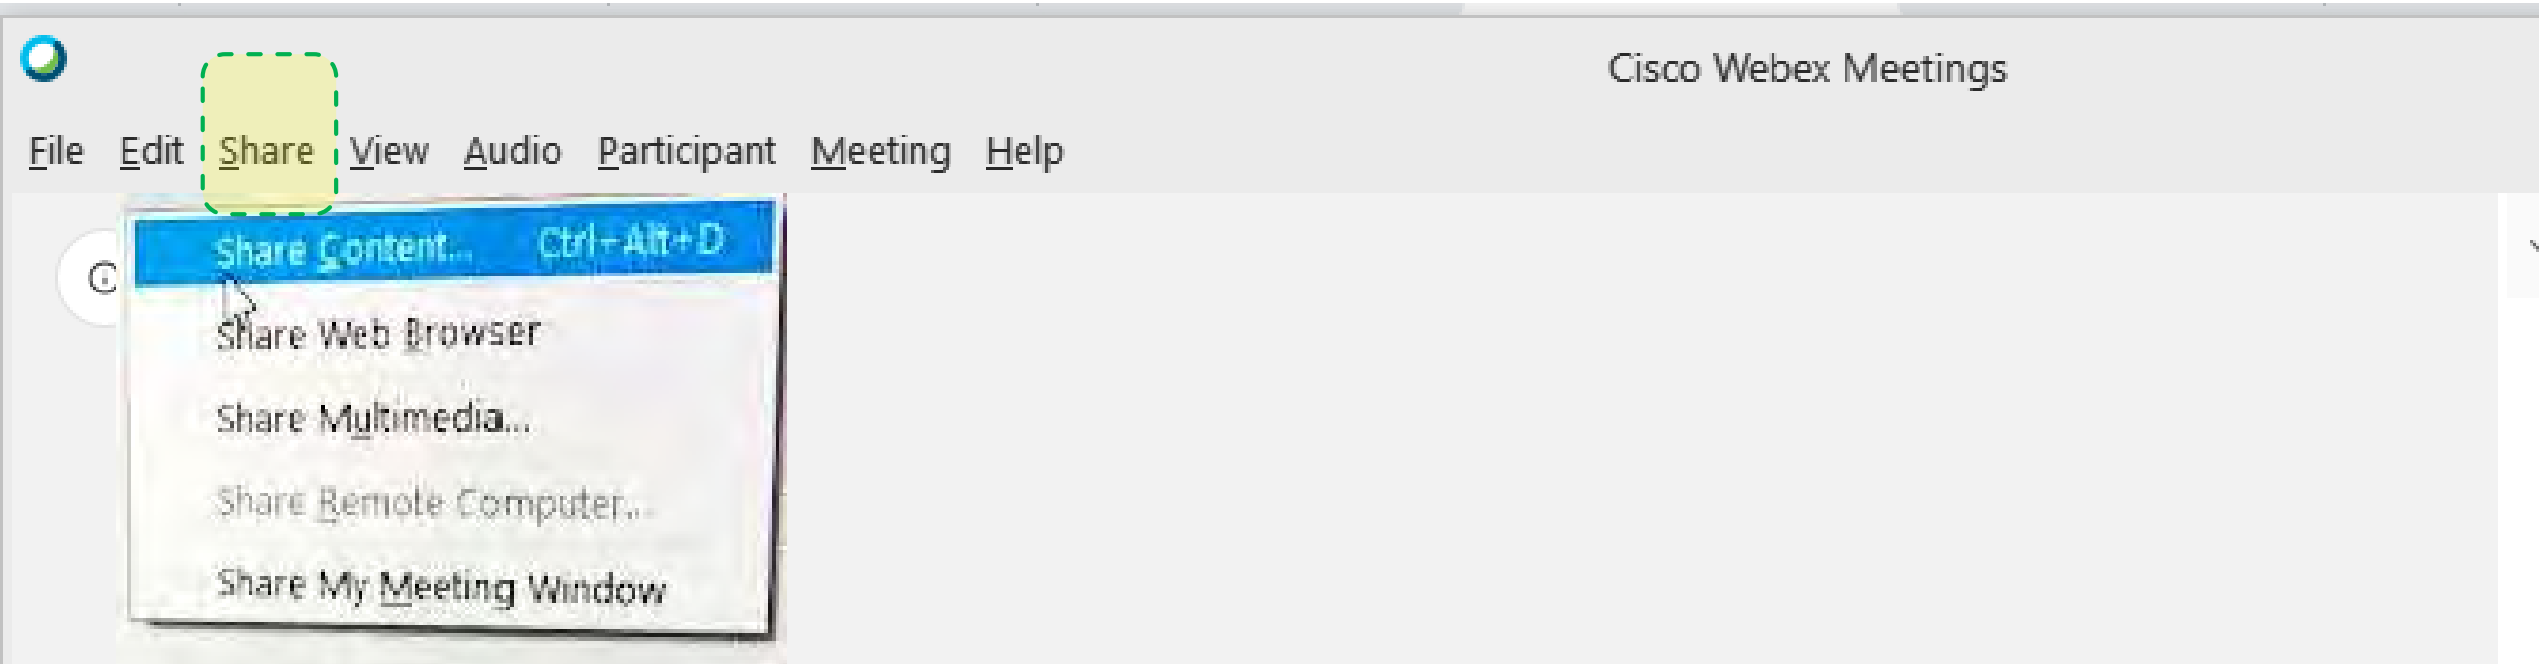 Cisco Webex Meetings
File Edit Share View Audio Participant Meeting Help
Share Content... Ctrl+Alt+D
Share Web Browser
Share Multimedia...
Share Remote Computer...
Share My Meeting Window